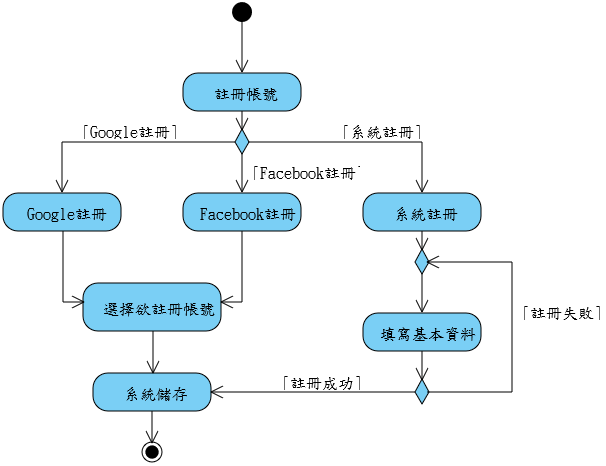 註冊帳號
「Google註冊」
「系統註冊」
「Facebook註冊
Google註冊
Facebook註冊
系統註冊
選擇欲註冊帳號
填寫基本資料
「註冊失敗」
「註冊成功」
系統儲存